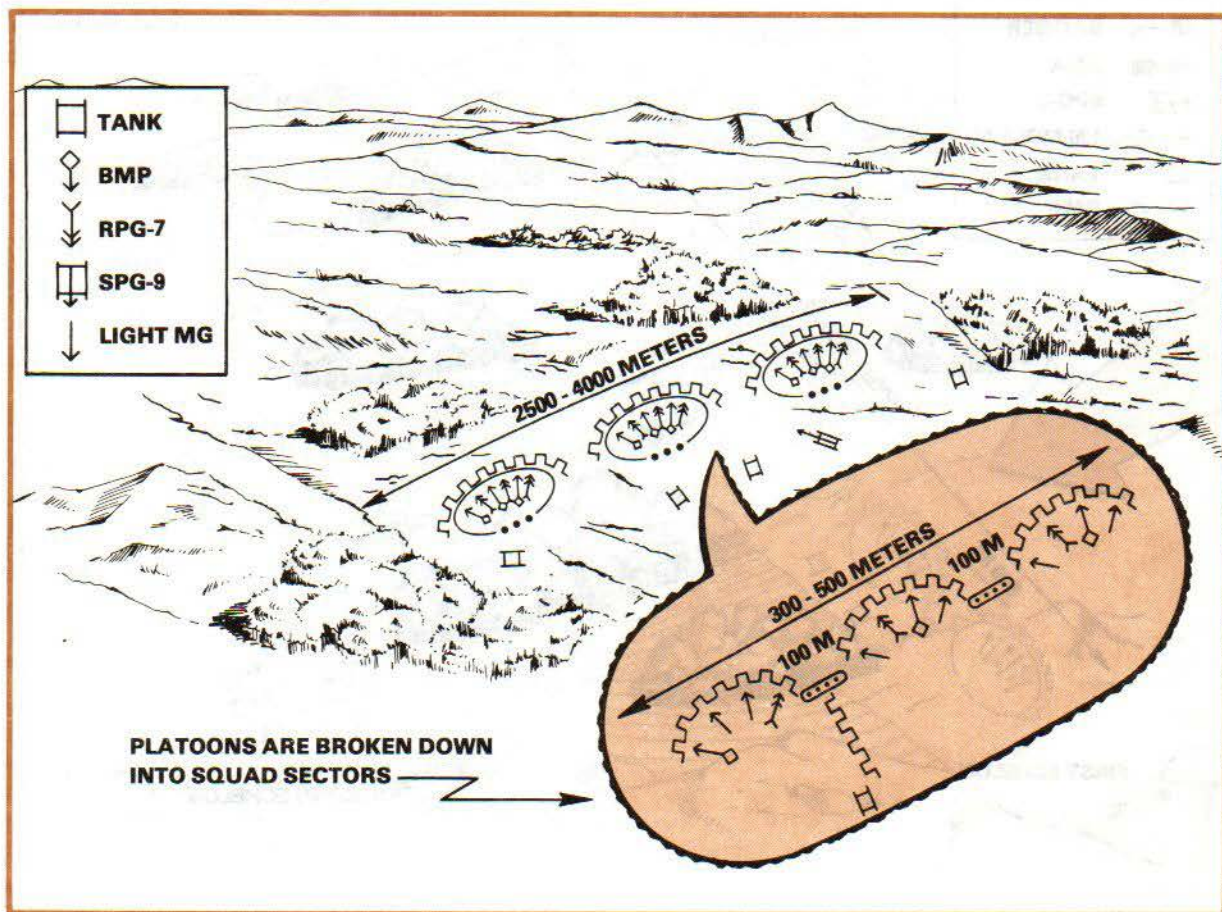 TANK
BMP
RPG-7
SPG-9
LIGHT MG
2500 - 4000 METERS
300 - 500 METERS
100 M
100 M
PLATOONS ARE BROKEN DOWN
INTO SQUAD SECTORS